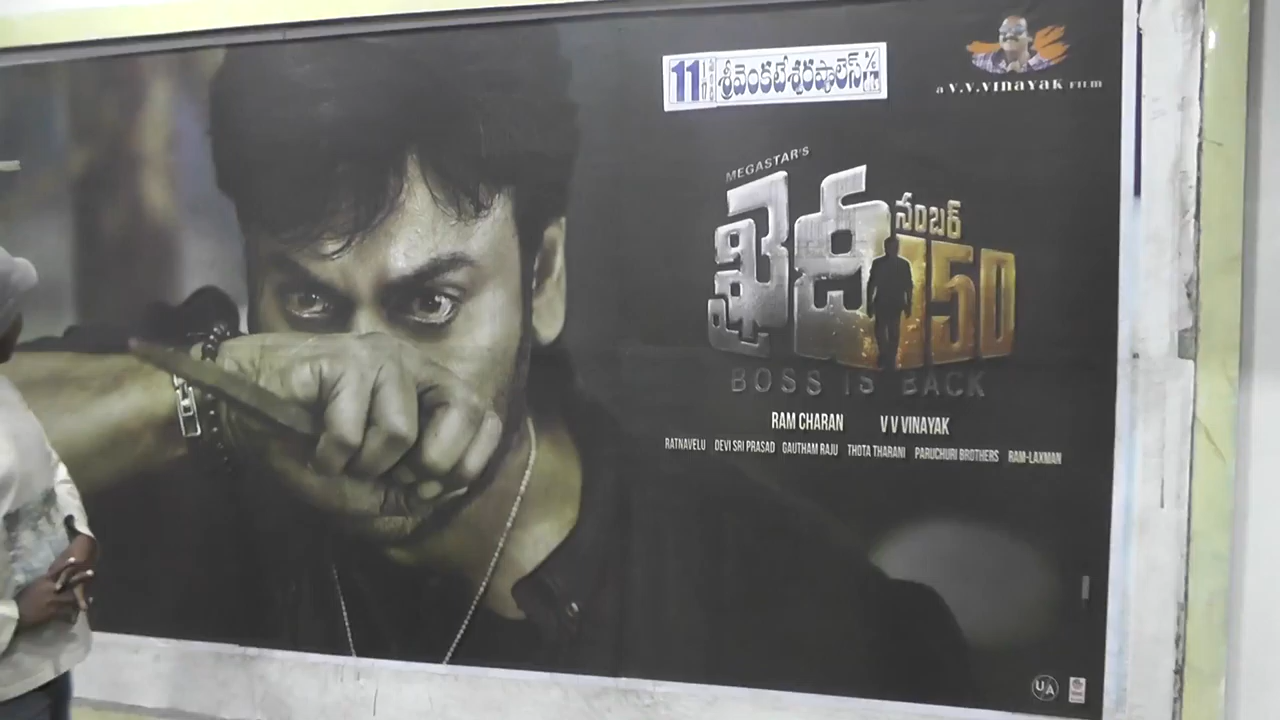 11 శ్రీవెంకటేశ్వరప్యాలెస్
a V.V.VINAYAK FILM
MEGASTAR'S
ఖైదీ నంబర్ 150
BOSS IS BACK
RAM CHARAN V V VINAYAK
RATNAVELU DEVI SRI PRASAD GAUTHAM RAJU THOTA THARANI PARUCHURI BROTHERS RAM-LAXMAN
UA